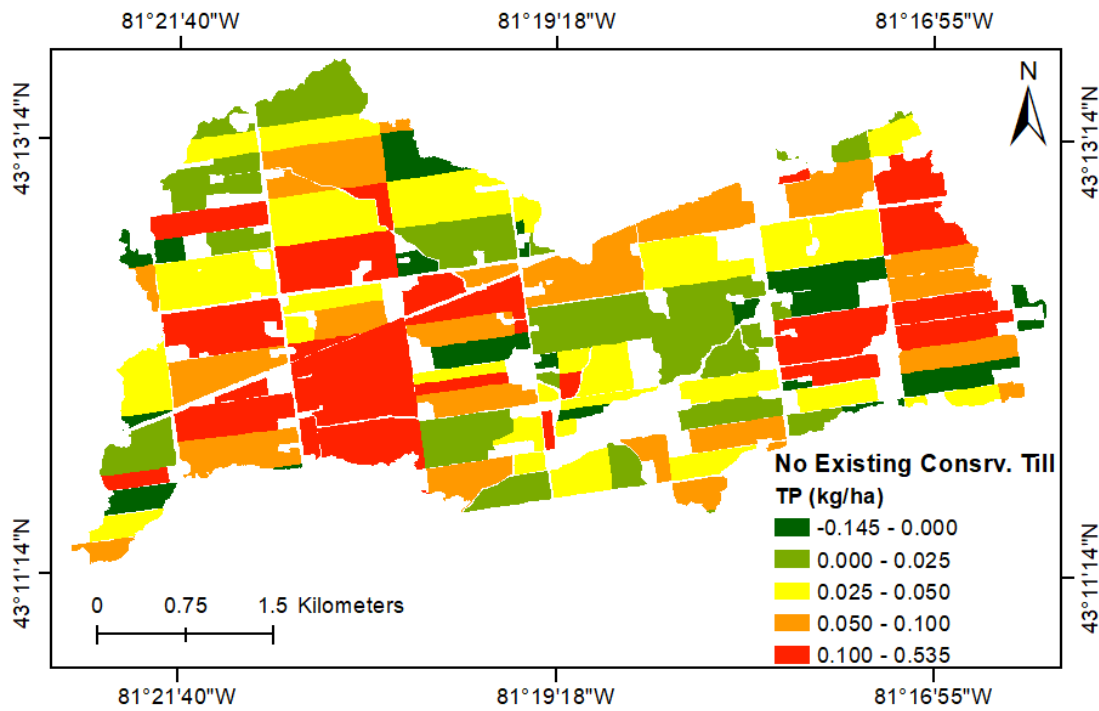 81°21'40"W 81°19'18"W 81°16'55"W
N
43°13'14"N 43°13'14"N
No Existing Consrv. Till
TP (kg/ha)
-0.145 - 0.000
0.000 - 0.025
0.025 - 0.050
0.050 - 0.100
0.100 - 0.535
43°11'14"N 43°11'14"N
0 0.75 1.5 Kilometers
81°21'40"W 81°19'18"W 81°16'55"W